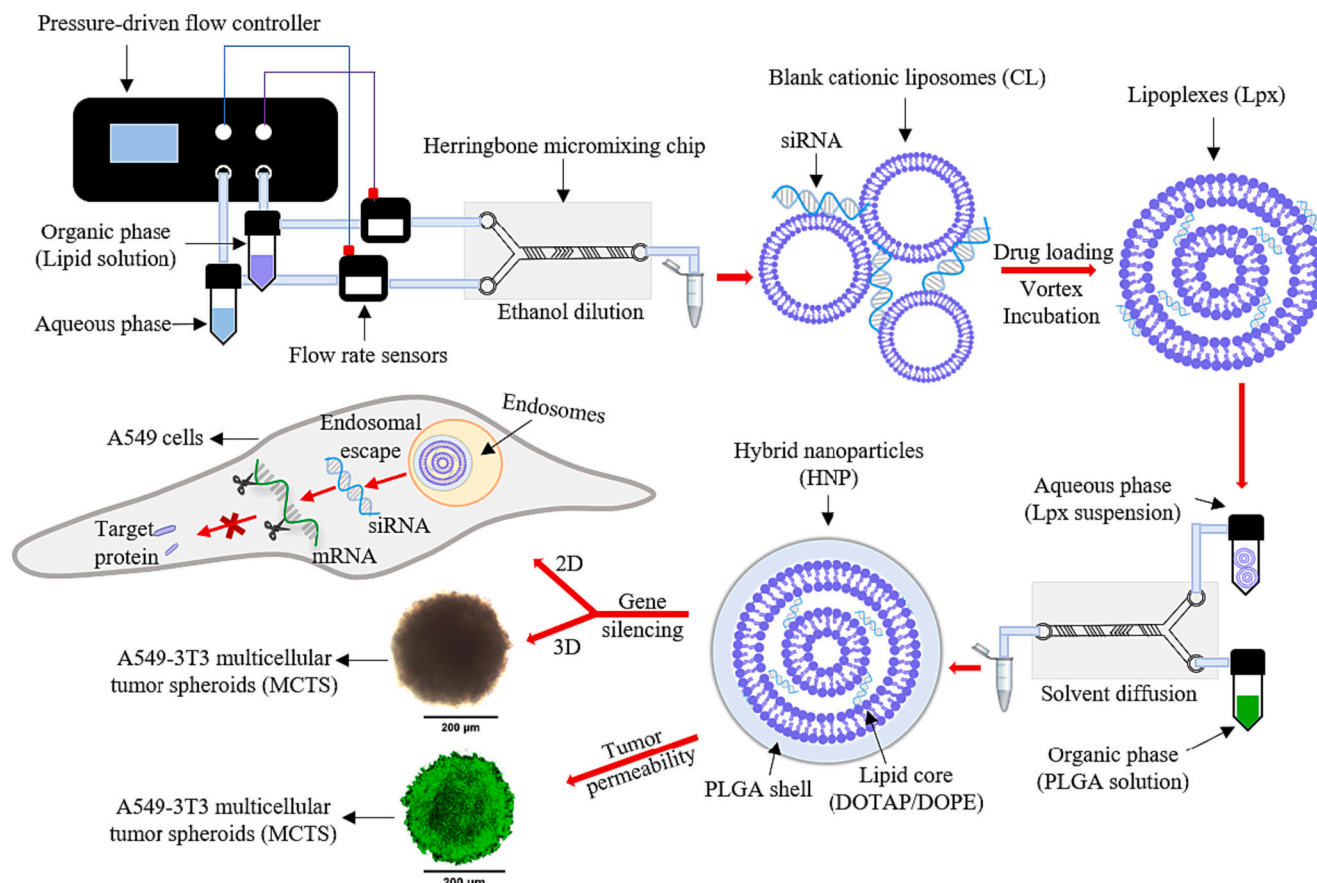 Pressure-driven flow controller
Organic phase
(Lipid solution)
Aqueous phase
Flow rate sensors
Herringbone micromixing chip
Ethanol dilution
Blank cationic liposomes (CL)
siRNA
Drug loading
Vortex
Incubation
Lipoplexes (Lpx)
Aqueous phase
(Lpx suspension)
Solvent diffusion
Organic phase
(PLGA solution)
Hybrid nanoparticles
(HNP)
PLGA shell
Lipid core
(DOTAP/DOPE)
Gene
silencing
2D
3D
Tumor
permeability
A549 cells
Endosomal
escape
Endosomes
siRNA
mRNA
Target
protein
A549-3T3 multicellular
tumor spheroids (MCTS)
200 μm
A549-3T3 multicellular
tumor spheroids (MCTS)
200 μm